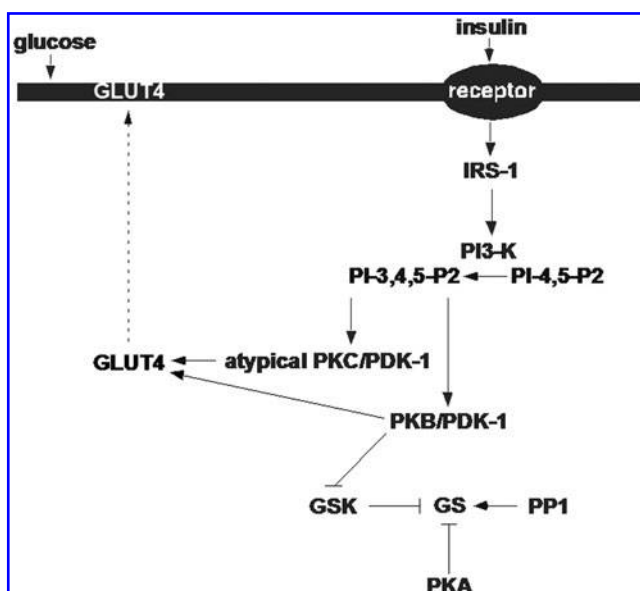 glucose
insulin
GLUT4
receptor
IRS-1
PI3-K
PI-3,4,5-P2
PI-4,5-P2
GLUT4
atypical PKC/PDK-1
PKB/PDK-1
GSK
GS
PP1
PKA